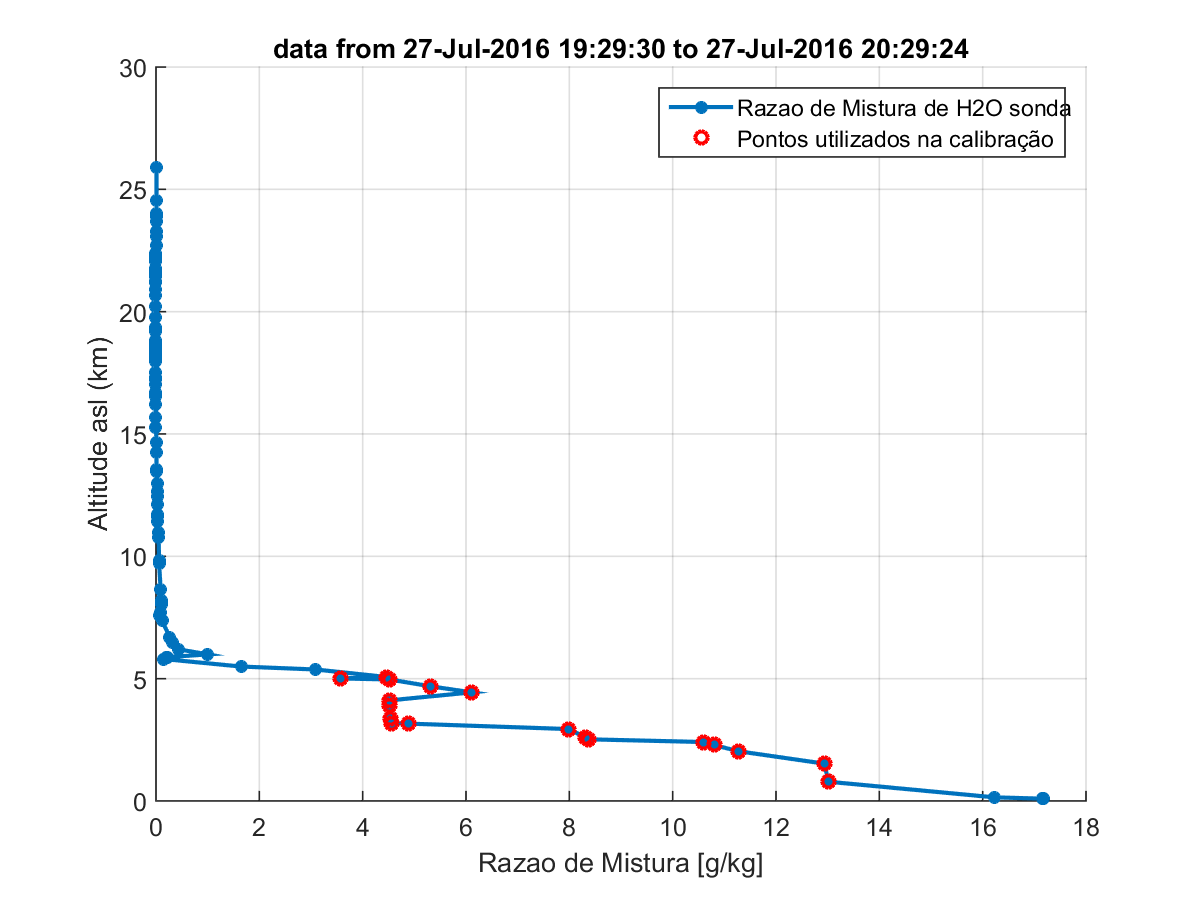 data from 27-Jul-2016 19:29:30 to 27-Jul-2016 20:29:24
Razao de Mistura de H2O sonda
Pontos utilizados na calibração
30
25
20
15
10
5
0
Altitude asl (km)
0 2 4 6 8 10 12 14 16 18
Razao de Mistura [g/kg]